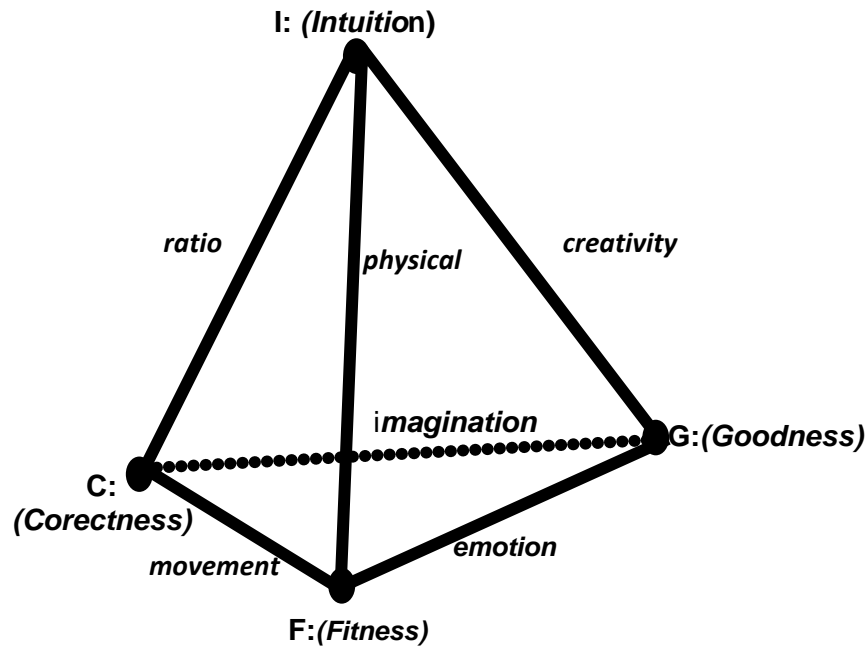 I: (Intuition)
ratio
physical
creativity
imagination
G:(Goodness)
C:
(Corectness)
movement
emotion
F:(Fitness)